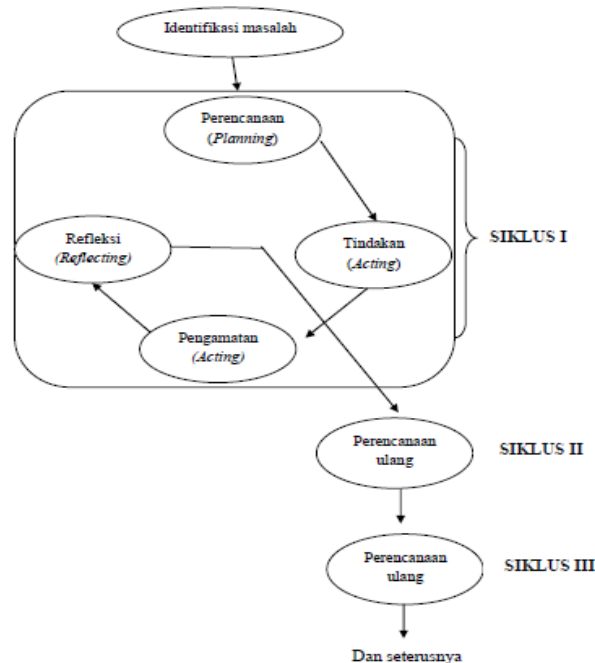 Identifikasi masalah
Perencanaan
(Planning)
Refleksi
(Reflecting)
Tindakan
(Acting)
SIKLUS I
Pengamatan
(Acting)
Perencanaan
ulang
SIKLUS II
Perencanaan
ulang
SIKLUS III
Dan seterusnya